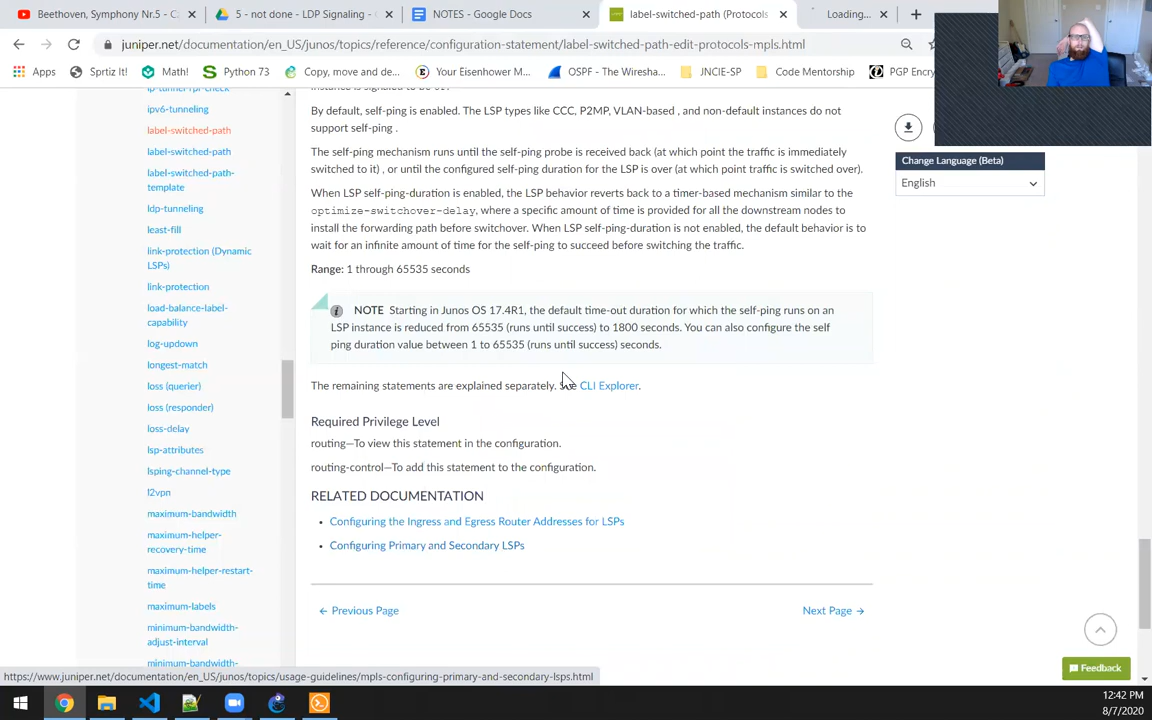 Beethoven, Symphony Nr.5 - C
5 - not done - LDP Signaling -
NOTES - Google Docs
label-switched-path (Protocols
Loading...
juniper.net/documentation/en_US/junos/topics/reference/configuration-statement/label-switched-path-edit-protocols-mpls.html
Apps
Sprtiz It!
Math!
Python 73
Copy, move and de...
Your Eisenhower M...
OSPF - The Wiresha...
JNCIE-SP
Code Mentorship
PGP Encry
ipv6-tunneling
label-switched-path
label-switched-path
label-switched-path-
template
ldp-tunneling
least-fill
link-protection (Dynamic
LSPs)
link-protection
load-balance-label-
capability
log-updown
longest-match
loss (querier)
loss (responder)
loss-delay
lsp-attributes
lsping-channel-type
l2vpn
maximum-bandwidth
maximum-helper-
recovery-time
maximum-helper-restart-
time
maximum-labels
minimum-bandwidth-
adjust-interval
minimum-bandwidth-
By default, self-ping is enabled. The LSP types like CCC, P2MP, VLAN-based , and non-default instances do not
support self-ping .
The self-ping mechanism runs until the self-ping probe is received back (at which point the traffic is immediately
switched to it) , or until the configured self-ping duration for the LSP is over (at which point traffic is switched over).
When LSP self-ping-duration is enabled, the LSP behavior reverts back to a timer-based mechanism similar to the
optimize-switchover-delay, where a specific amount of time is provided for all the downstream nodes to
install the forwarding path before switchover. When LSP self-ping-duration is not enabled, the default behavior is to
wait for an infinite amount of time for the self-ping to succeed before switching the traffic.
Range: 1 through 65535 seconds
NOTE Starting in Junos OS 17.4R1, the default time-out duration for which the self-ping runs on an
LSP instance is reduced from 65535 (runs until success) to 1800 seconds. You can also configure the self
ping duration value between 1 to 65535 (runs until success) seconds.
The remaining statements are explained separately. See CLI Explorer.
Required Privilege Level
routing—To view this statement in the configuration.
routing-control—To add this statement to the configuration.
RELATED DOCUMENTATION
Configuring the Ingress and Egress Router Addresses for LSPs
Configuring Primary and Secondary LSPs
← Previous Page
Next Page →
Change Language (Beta)
English
Feedback
https://www.juniper.net/documentation/en_US/junos/topics/usage-guidelines/mpls-configuring-primary-and-secondary-lsps.html
12:42 PM
8/7/2020